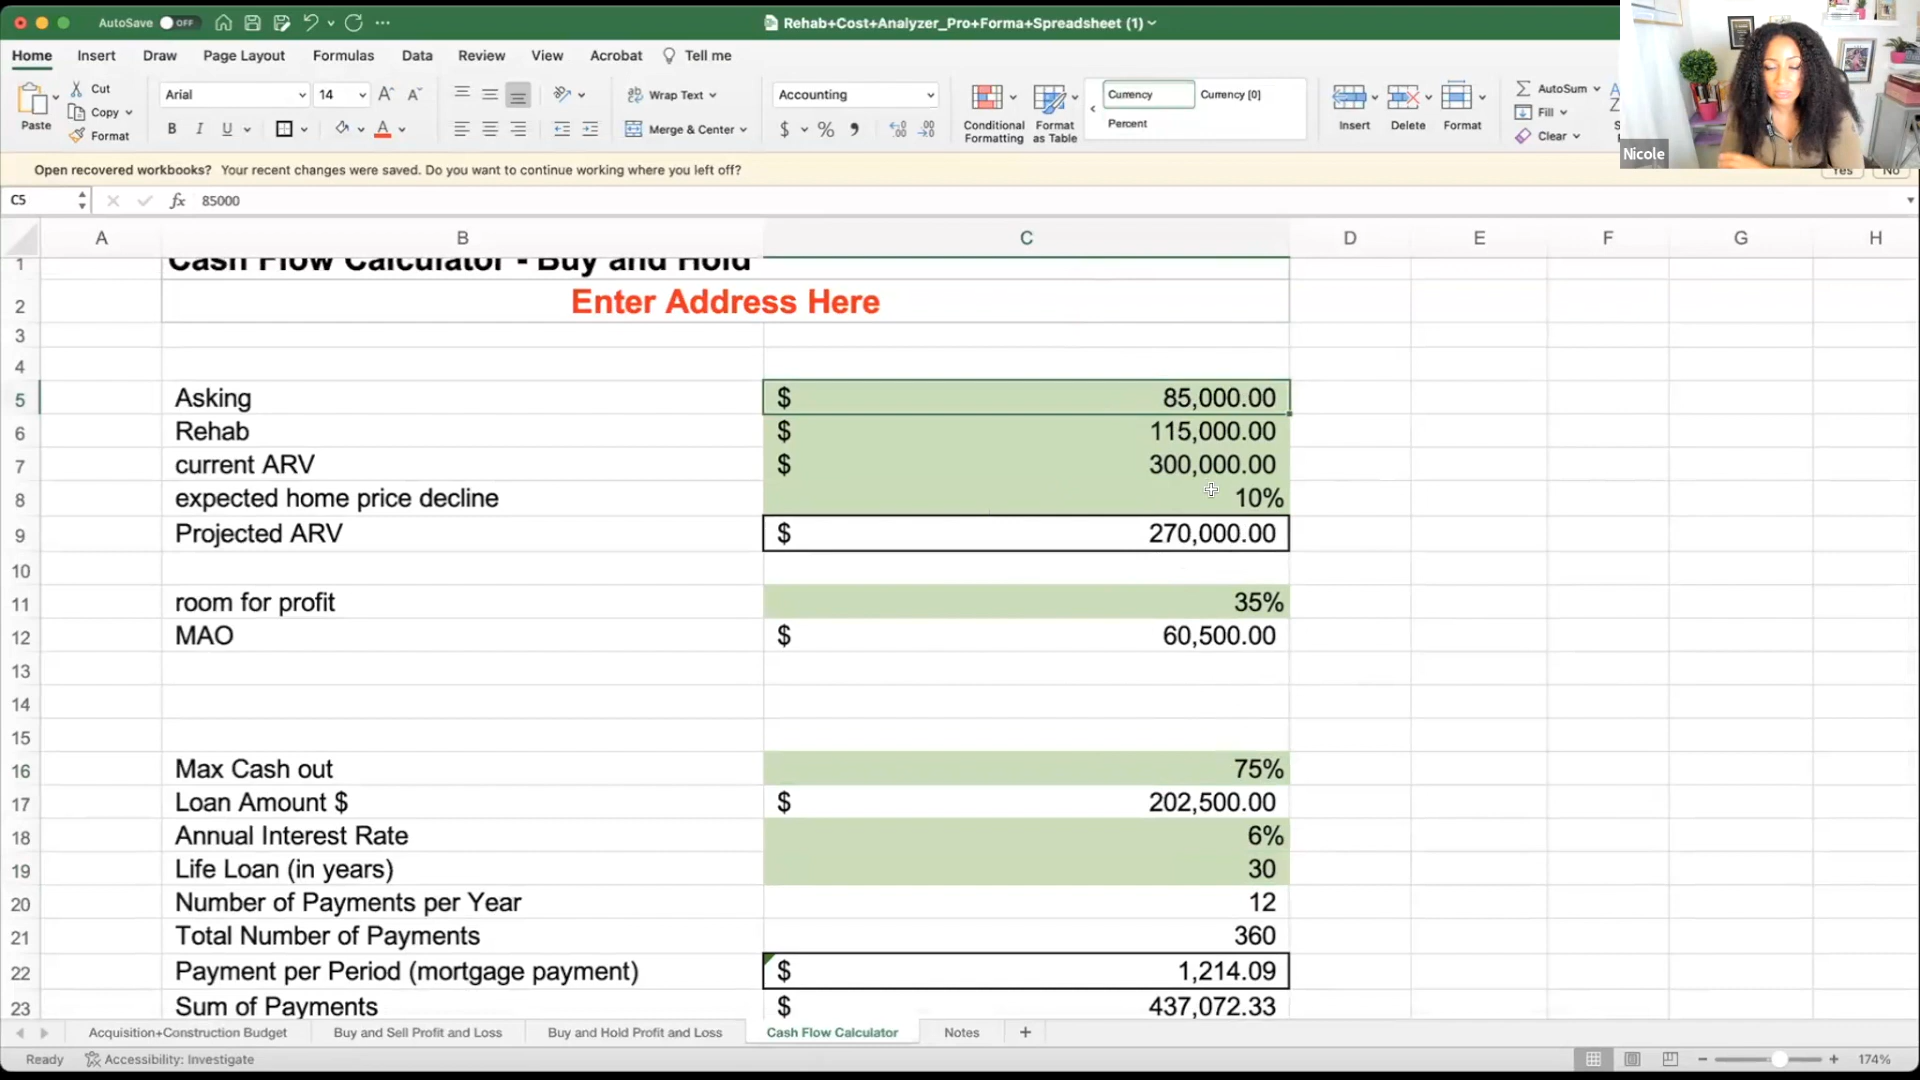 AutoSave OFF
Rehab+Cost+Analyzer_Pro+Forma+Spreadsheet (1)
Home Insert Draw Page Layout Formulas Data Review View Acrobat Tell me
Paste
Cut
Copy
Format
Arial 14
B I U
A A A
Wrap Text
Merge & Center
Accounting
$ %
Conditional Formatting
Format as Table
Currency Currency [0]
Percent
Insert Delete Format
AutoSum
Fill
Clear
Nicole
Open recovered workbooks? Your recent changes were saved. Do you want to continue working where you left off? Yes No
C5 fx 85000
A B C D E F G H
1 Cash Flow Calculator - Buy and Hold
2 Enter Address Here
3
4
5 Asking $ 85,000.00
6 Rehab $ 115,000.00
7 current ARV $ 300,000.00
8 expected home price decline 10%
9 Projected ARV $ 270,000.00
10
11 room for profit 35%
12 MAO $ 60,500.00
13
14
15
16 Max Cash out 75%
17 Loan Amount $ $ 202,500.00
18 Annual Interest Rate 6%
19 Life Loan (in years) 30
20 Number of Payments per Year 12
21 Total Number of Payments 360
22 Payment per Period (mortgage payment) $ 1,214.09
23 Sum of Payments $ 437,072.33
Acquisition+Construction Budget Buy and Sell Profit and Loss Buy and Hold Profit and Loss Cash Flow Calculator Notes +
Ready Accessibility: Investigate 174%